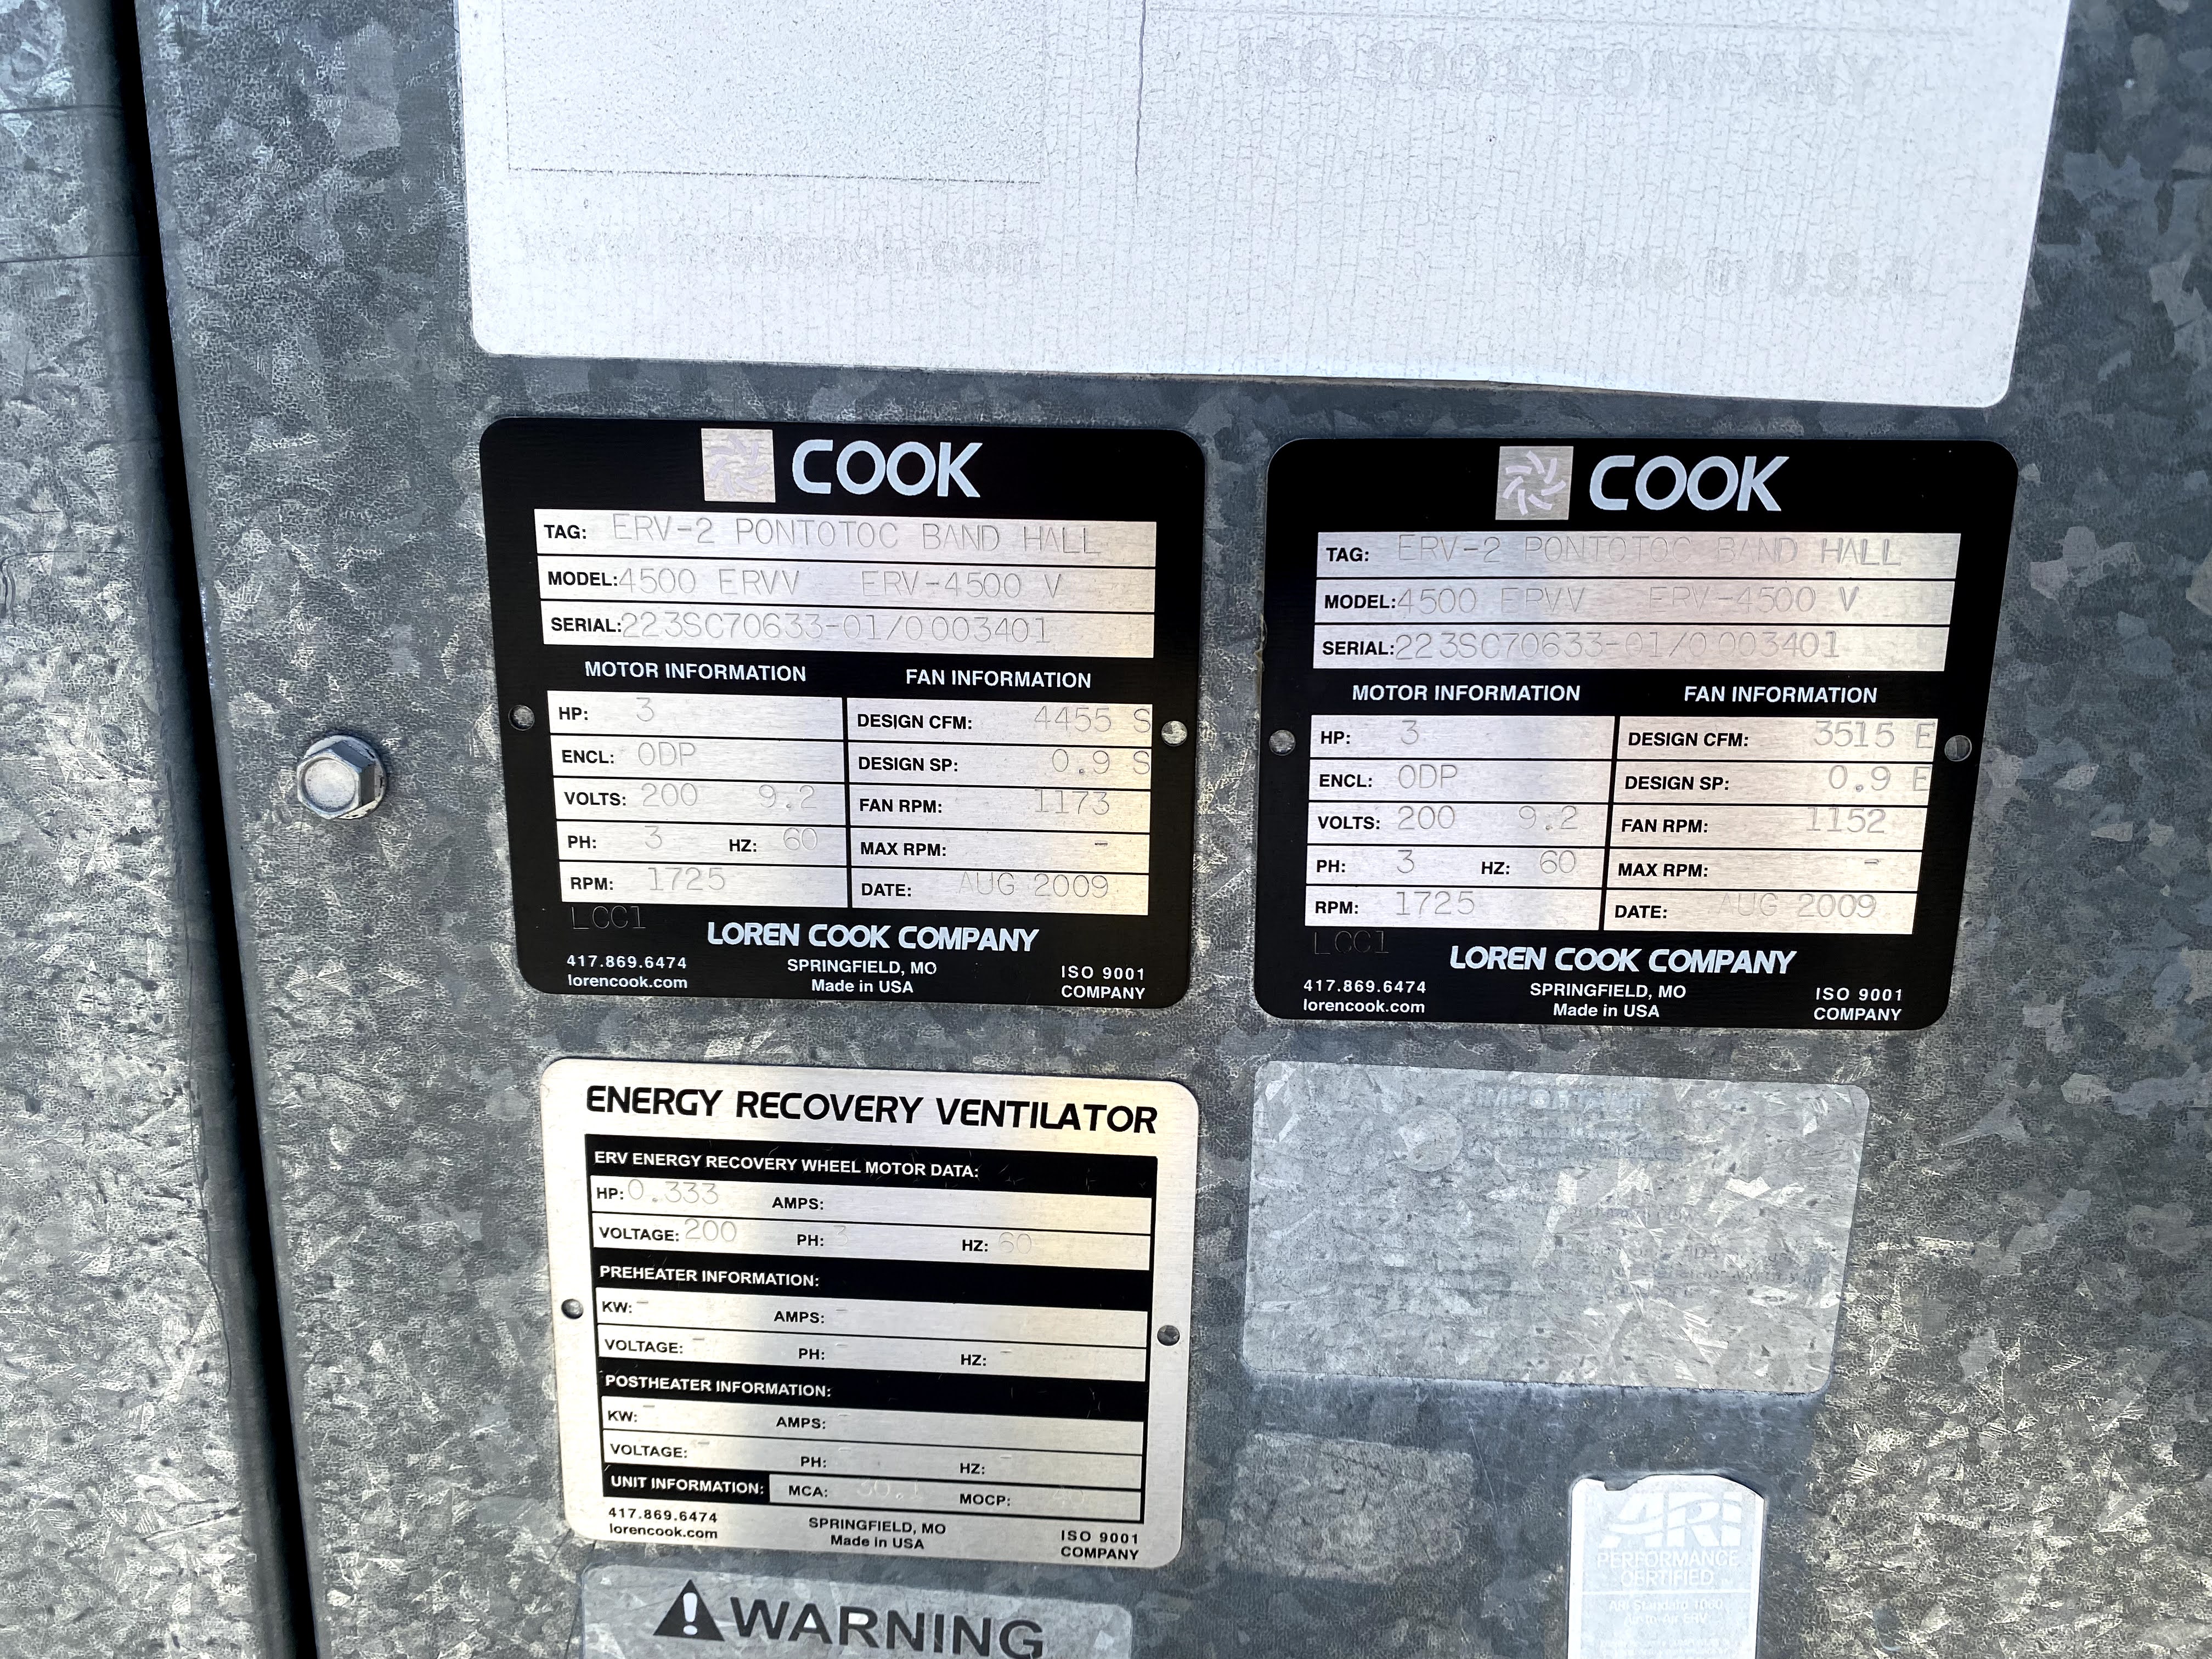 ISO 9001 COMPANY
www.lorencook.com
Made in U.S.A.
COOK
TAG: ERV-2 PONTOTOC BAND HALL
MODEL: 4500 ERVV ERV-4500 V
SERIAL: 223SC70633-01/0003401
MOTOR INFORMATION
FAN INFORMATION
HP: 3
DESIGN CFM: 4455 S
ENCL: ODP
DESIGN SP: 0.9 S
VOLTS: 200 9.2
FAN RPM: 1173
PH: 3 HZ: 60
MAX RPM: -
RPM: 1725
DATE: AUG 2009
LCC1
LOREN COOK COMPANY
417.869.6474
SPRINGFIELD, MO
ISO 9001
lorencook.com
Made in USA
COMPANY
COOK
TAG: ERV-2 PONTOTOC BAND HALL
MODEL: 4500 ERVV ERV-4500 V
SERIAL: 223SC70633-01/0003401
MOTOR INFORMATION
FAN INFORMATION
HP: 3
DESIGN CFM: 3515 E
ENCL: ODP
DESIGN SP: 0.9 E
VOLTS: 200 9.2
FAN RPM: 1152
PH: 3 HZ: 60
MAX RPM: -
RPM: 1725
DATE: AUG 2009
LCC1
LOREN COOK COMPANY
417.869.6474
SPRINGFIELD, MO
ISO 9001
lorencook.com
Made in USA
COMPANY
ENERGY RECOVERY VENTILATOR
ERV ENERGY RECOVERY WHEEL MOTOR DATA:
HP: 0.333 AMPS:
VOLTAGE: 200 PH: 3 HZ: 60
PREHEATER INFORMATION:
KW: - AMPS: -
VOLTAGE: - PH: - HZ: -
POSTHEATER INFORMATION:
KW: - AMPS: -
VOLTAGE: - PH: - HZ: -
UNIT INFORMATION: MCA: MOCP:
417.869.6474
SPRINGFIELD, MO
ISO 9001
lorencook.com
Made in USA
COMPANY
WARNING
ARI
PERFORMANCE
CERTIFIED
ARI Standard 1060
Air-to-Air ERV